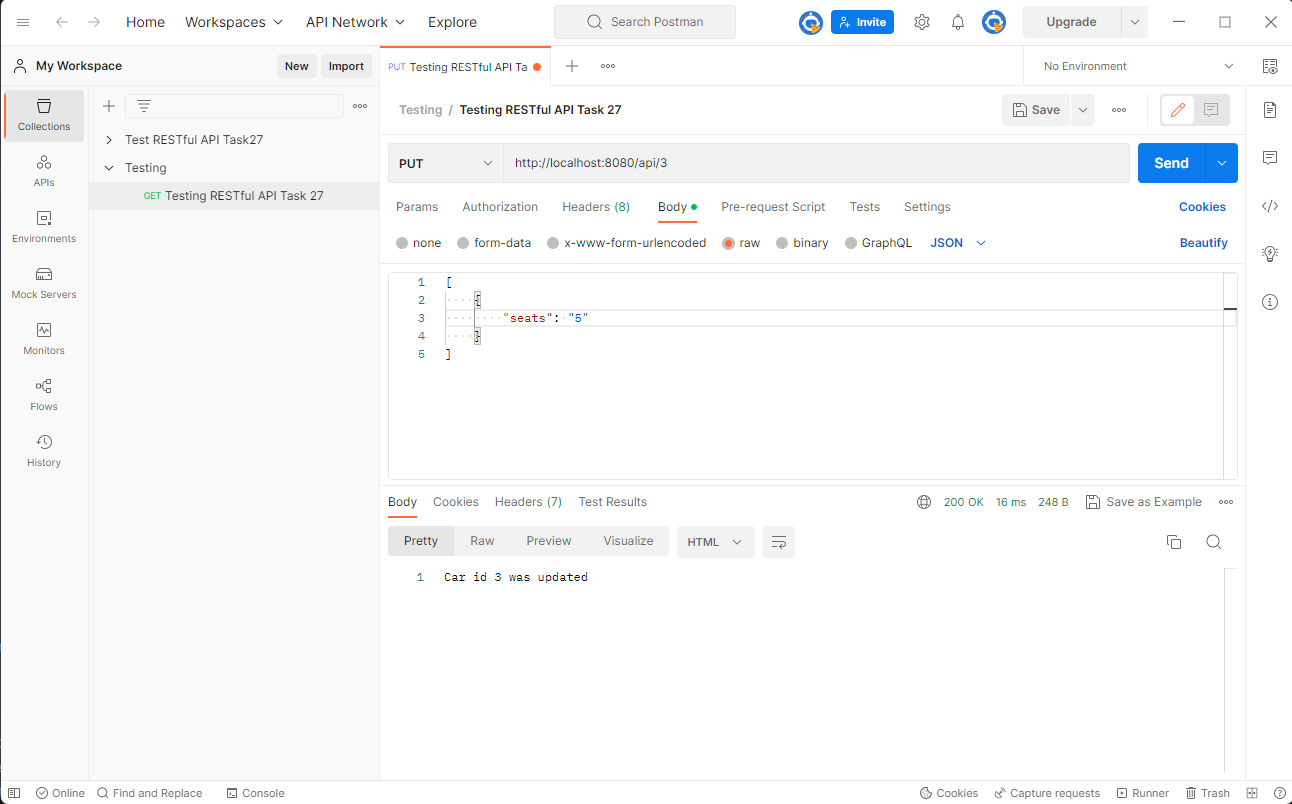 Home Workspaces API Network Explore Search Postman Invite Upgrade
My Workspace New Import PUT Testing RESTful API Ta No Environment
Testing / Testing RESTful API Task 27 Save
Collections
Test RESTful API Task27
Testing
GET Testing RESTful API Task 27
APIs
Environments
Mock Servers
Monitors
Flows
History
PUT http://localhost:8080/api/3 Send
Params Authorization Headers (8) Body Pre-request Script Tests Settings Cookies
none form-data x-www-form-urlencoded raw binary GraphQL JSON Beautify
1 [
2 {
3 "seats": "5"
4 }
5 ]
Body Cookies Headers (7) Test Results 200 OK 16 ms 248 B Save as Example
Pretty Raw Preview Visualize HTML
1 Car id 3 was updated
Online Find and Replace Console Cookies Capture requests Runner Trash